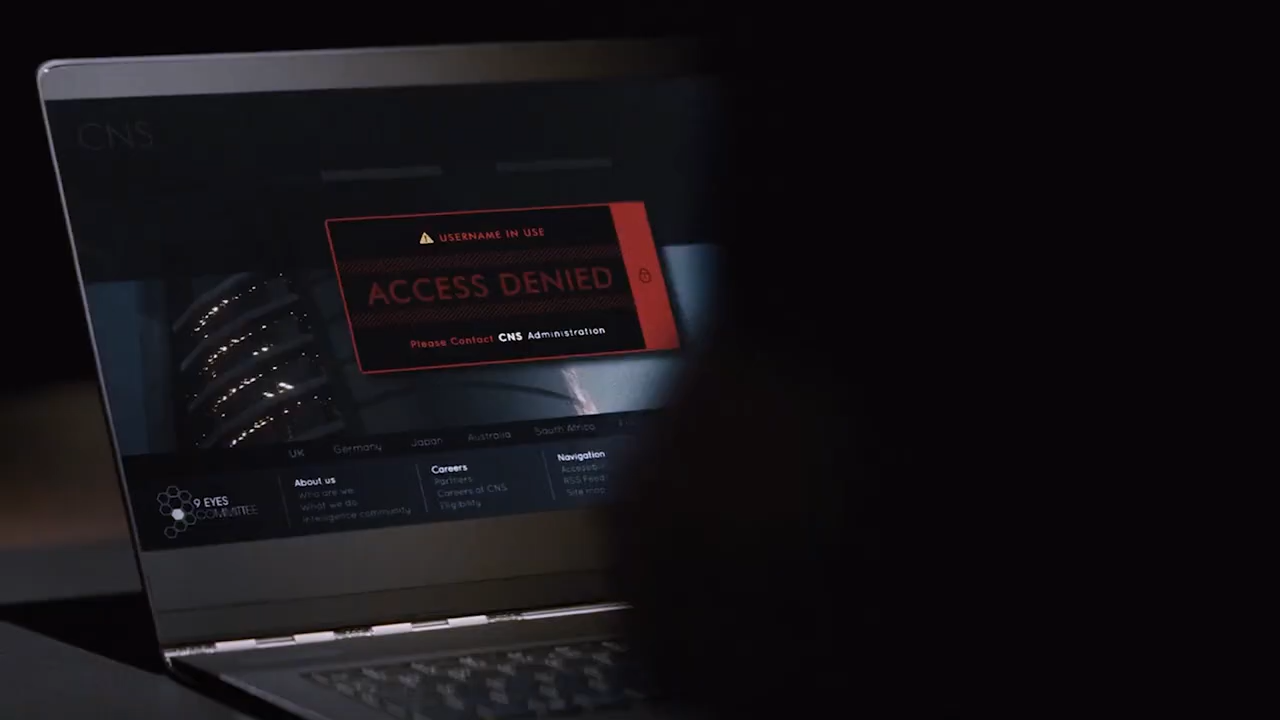 CNS
USERNAME IN USE
ACCESS DENIED
Please Contact CNS Administration
UK Germany Japan Australia South Africa
9 EYES
COMMITTEE
About us
Who are we
What we do
Intelligence community
Careers
Partners
Careers at CNS
Eligibility
Navigation
RSS Feed
Site map